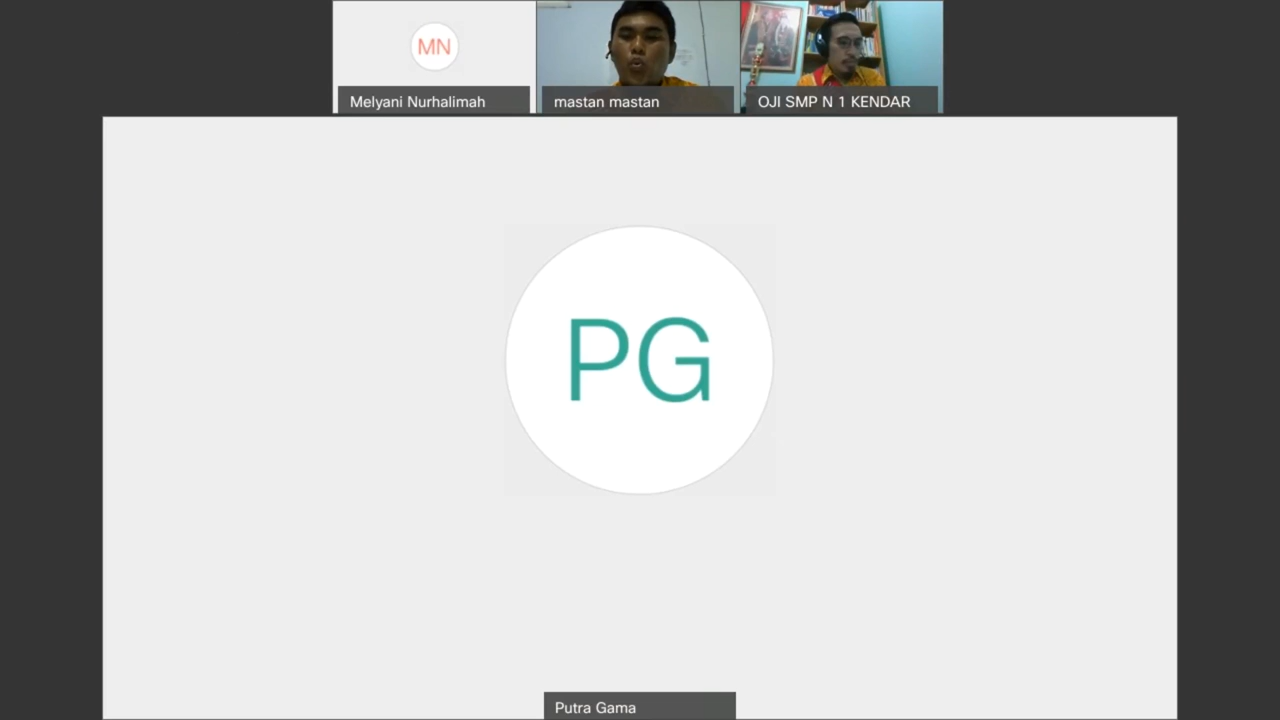 MN
Melyani Nurhalimah
mastan mastan
OJI SMP N 1 KENDAR
PG
Putra Gama